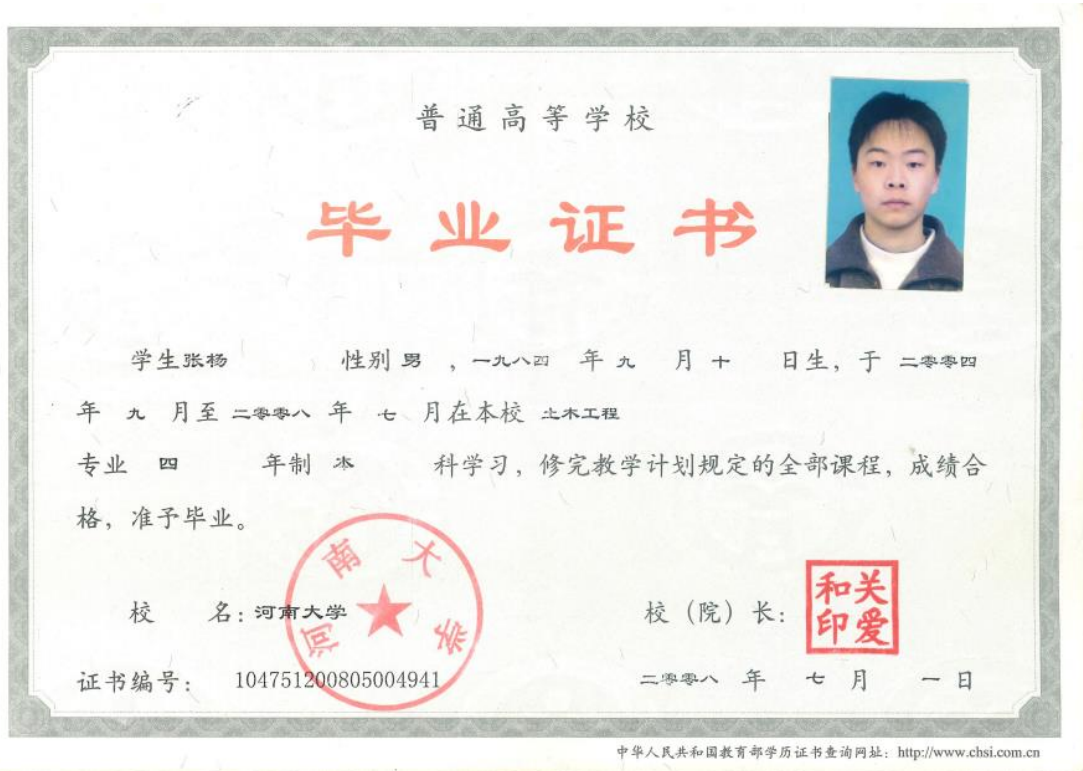 普通高等学校
毕业证书
学生张杨 性别 男 ，一九八四 年 九 月 十 日生，于 二零零四
年 九 月至 二零零八 年 七 月在本校 土木工程
专业 四 年制 本 科学习，修完教学计划规定的全部课程，成绩合
格，准予毕业。
河南大学
校 名：河南大学
校（院）长：
关爱和印
证书编号： 104751200805004941
二零零八 年 七 月 一 日
中华人民共和国教育部学历证书查询网址：http://www.chsi.com.cn